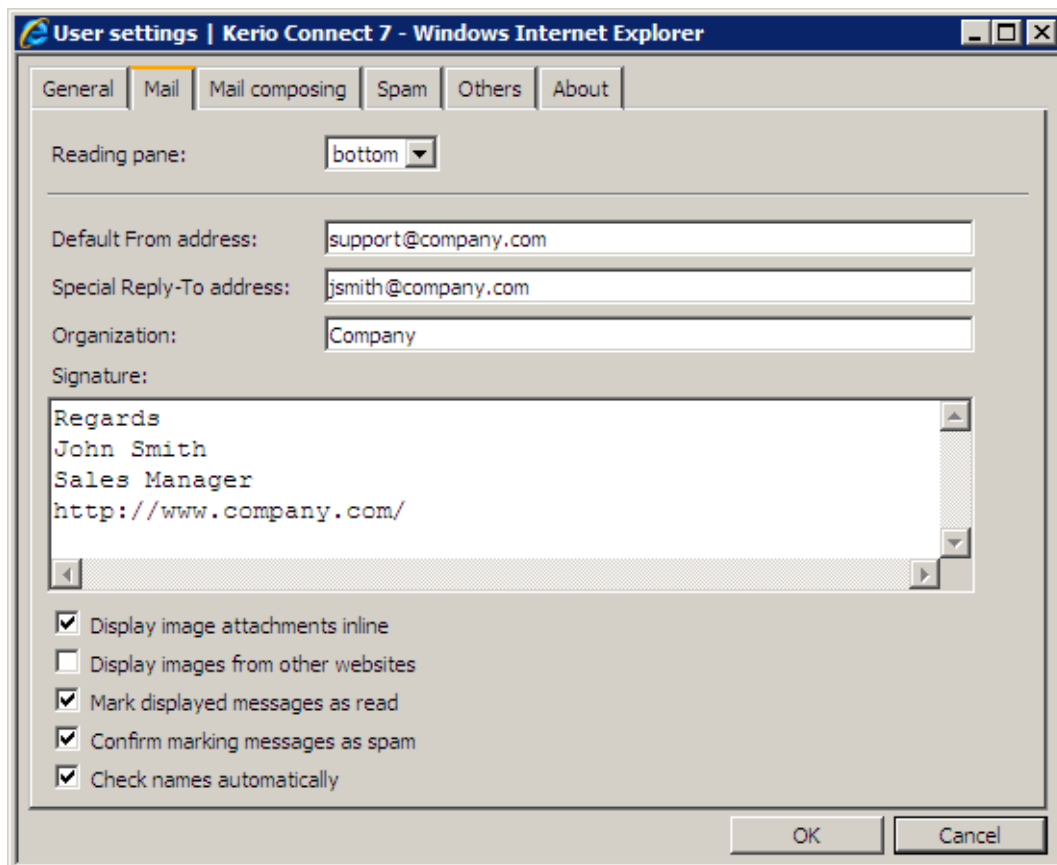 User settings | Kerio Connect 7 - Windows Internet Explorer
General Mail Mail composing Spam Others About
Reading pane: bottom
Default From address: support@company.com
Special Reply-To address: jsmith@company.com
Organization: Company
Signature:
Regards
John Smith
Sales Manager
http://www.company.com/
Display image attachments inline
Display images from other websites
Mark displayed messages as read
Confirm marking messages as spam
Check names automatically
OK Cancel